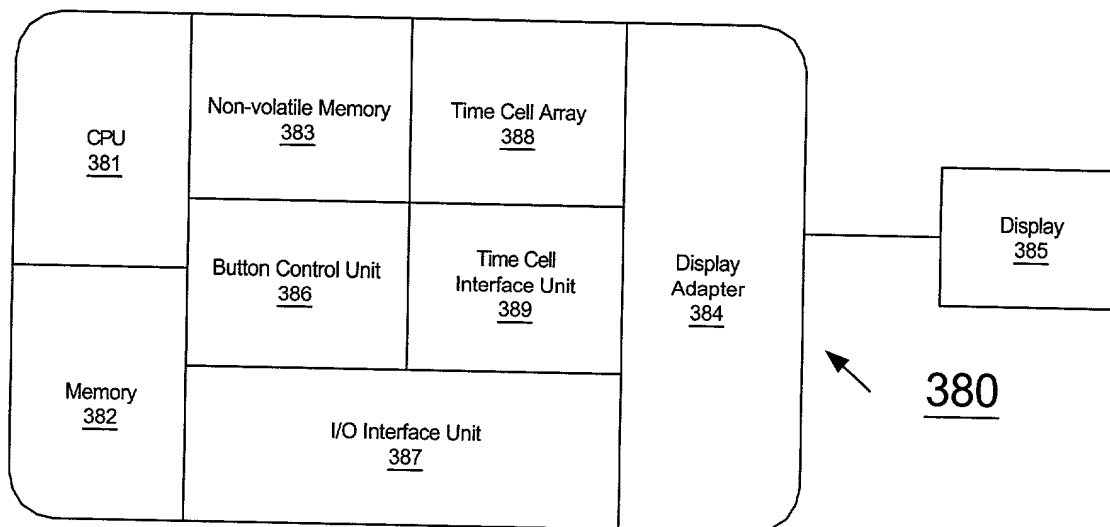 CPU
381
Non-volatile Memory
383
Time Cell Array
388
Button Control Unit
386
Time Cell
Interface Unit
389
Display
Adapter
384
Display
385
Memory
382
I/O Interface Unit
387
380